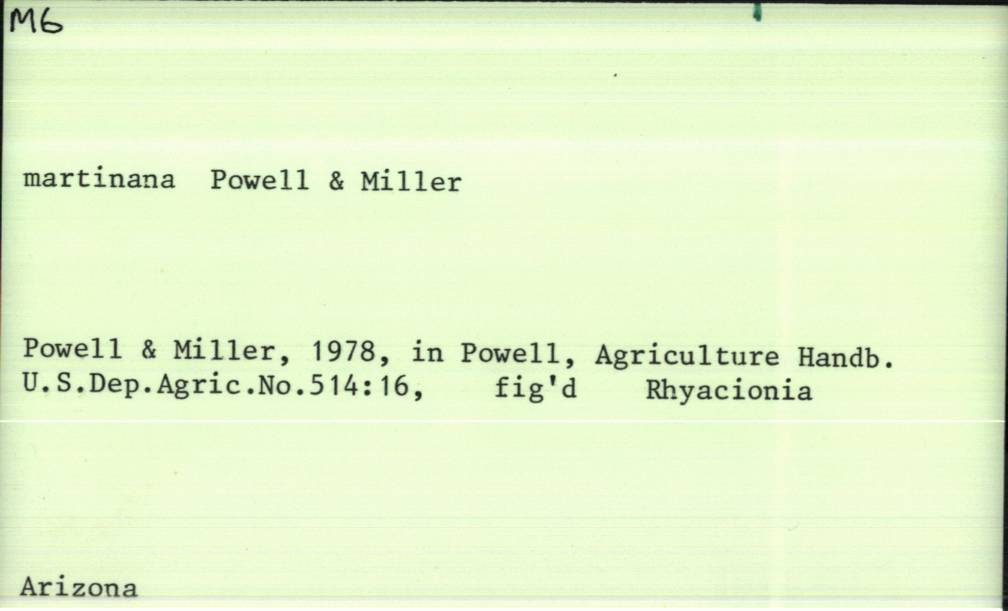 M6
martinana Powell & Miller
Powell & Miller, 1978, in Powell, Agriculture Handb.
U.S.Dep.Agric.No.514:16, fig'd Rhyacionia
Arizona